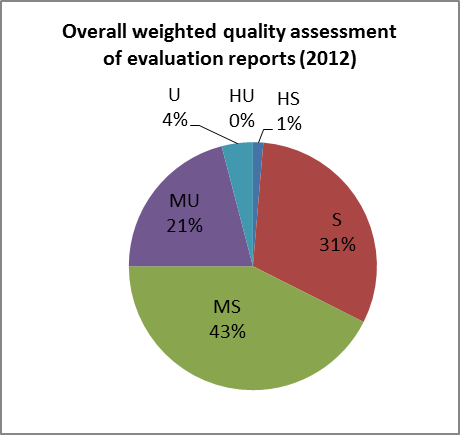 Overall weighted quality assessment
of evaluation reports (2012)
U
4%
HU
0%
HS
1%
S
31%
MU
21%
MS
43%